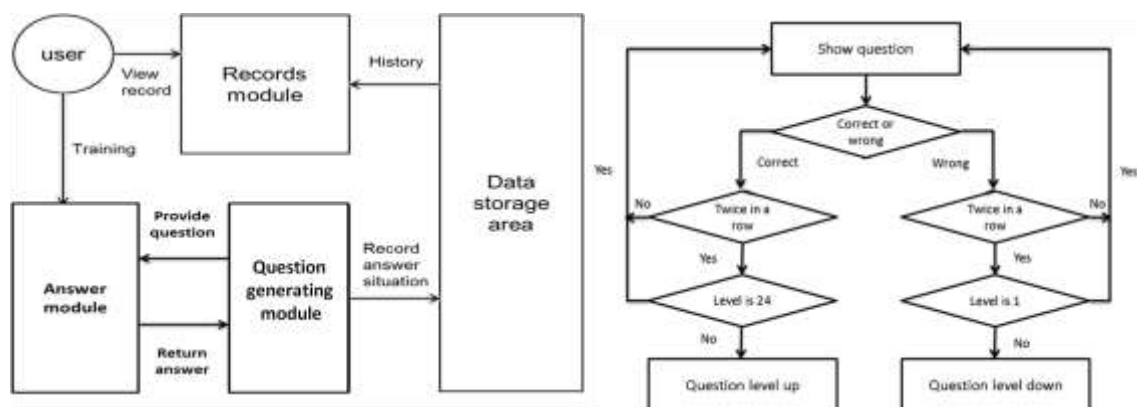 user
View
record
Records
module
History
Training
Data
storage
area
Answer
module
Provide
question
Return
answer
Question
generating
module
Record
answer
situation
Show question
Correct or
wrong
Correct
Wrong
Yes
Yes
No
Twice in a
row
Twice in a
row
No
Yes
Yes
Level is 24
Level is 1
No
No
Question level up
Question level down